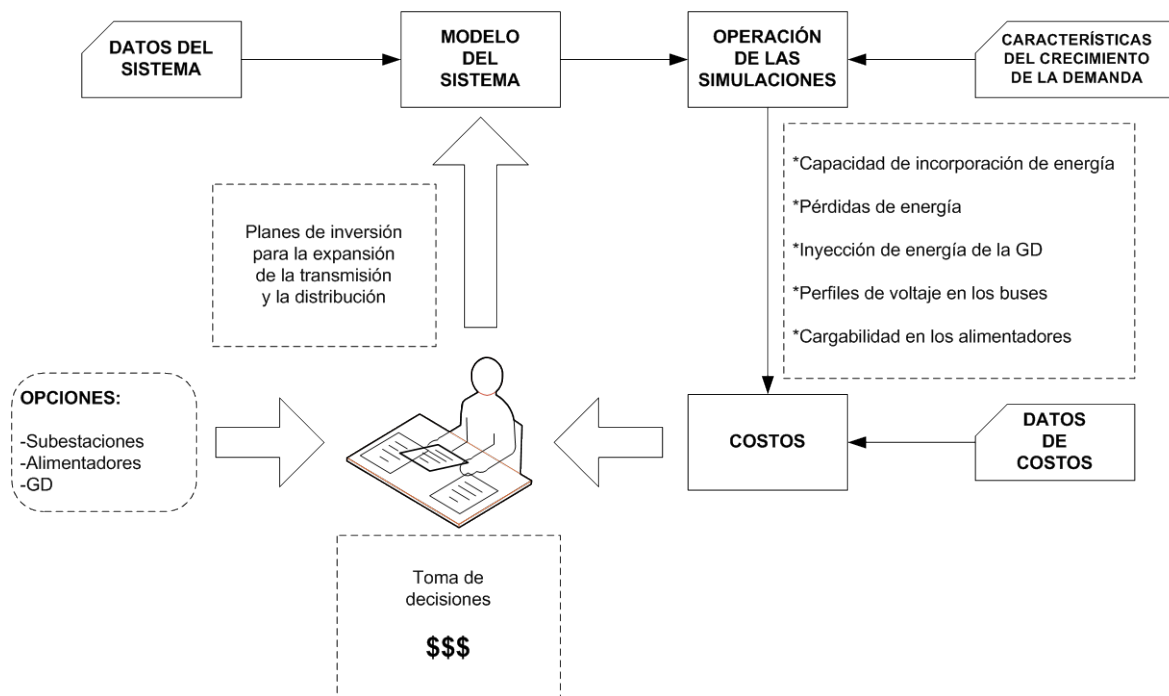 DATOS DEL
SISTEMA
MODELO
DEL
SISTEMA
OPERACIÓN
DE LAS
SIMULACIONES
CARACTERÍSTICAS
DEL CRECIMIENTO
DE LA DEMANDA
*Capacidad de incorporación de energía
*Pérdidas de energía
*Inyección de energía de la GD
*Perfiles de voltaje en los buses
*Cargabilidad en los alimentadores
Planes de inversión
para la expansión
de la transmisión
y la distribución
OPCIONES:
-Subestaciones
-Alimentadores
-GD
COSTOS
DATOS
DE
COSTOS
Toma de
decisiones
$$$